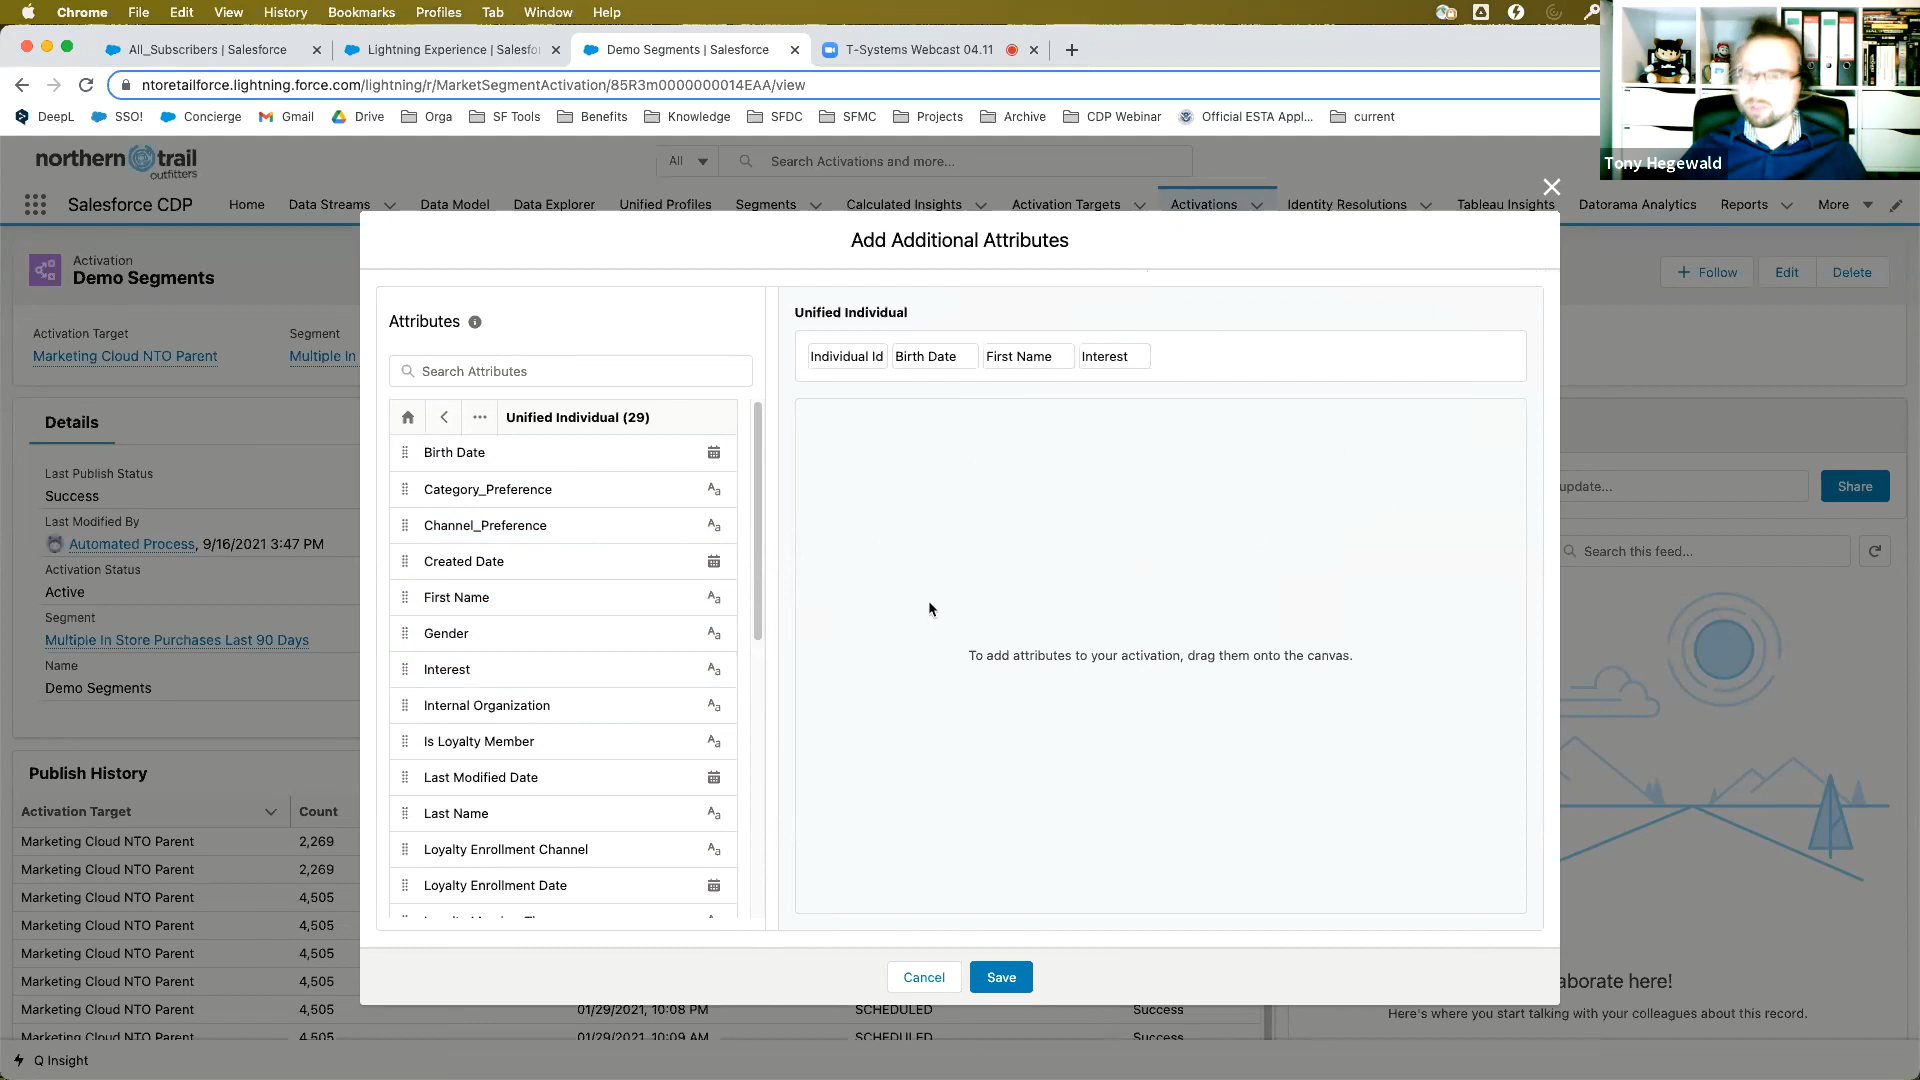 Chrome File Edit View History Bookmarks Profiles Tab Window Help
All_Subscribers | Salesforce
Lightning Experience | Salesfo
Demo Segments | Salesforce
T-Systems Webcast 04.11
ntoretailforce.lightning.force.com/lightning/r/MarketSegmentActivation/85R3m0000000014EAA/view
DeepL SSO! Concierge Gmail Drive Orga SF Tools Benefits Knowledge SFDC SFMC Projects Archive CDP Webinar Official ESTA Appl... current
Tony Hegewald
northern trail
outfitters
All
Search Activations and more...
Salesforce CDP
Home Data Streams Data Model Data Explorer Unified Profiles Segments Calculated Insights Activation Targets Activations Identity Resolutions Tableau Insights Datorama Analytics Reports More
Activation
Demo Segments
Follow Edit Delete
Activation Target
Marketing Cloud NTO Parent
Segment
Multiple In
Details
Last Publish Status
Success
Last Modified By
Automated Process, 9/16/2021 3:47 PM
Activation Status
Active
Segment
Multiple In Store Purchases Last 90 Days
Name
Demo Segments
Publish History
Activation Target Count
Marketing Cloud NTO Parent 2,269
Marketing Cloud NTO Parent 2,269
Marketing Cloud NTO Parent 4,505
Marketing Cloud NTO Parent 4,505
Marketing Cloud NTO Parent 4,505
Marketing Cloud NTO Parent 4,505
Marketing Cloud NTO Parent 4,505 01/29/2021, 10:08 PM SCHEDULED Success
Marketing Cloud NTO Parent 4,505 01/29/2021, 10:09 AM SCHEDULED Success
Q Insight
Add Additional Attributes
Attributes
Search Attributes
Unified Individual (29)
Birth Date
Category_Preference
Channel_Preference
Created Date
First Name
Gender
Interest
Internal Organization
Is Loyalty Member
Last Modified Date
Last Name
Loyalty Enrollment Channel
Loyalty Enrollment Date
Unified Individual
Individual Id Birth Date First Name Interest
To add attributes to your activation, drag them onto the canvas.
Cancel Save
update...
Share
Search this feed...
aborate here!
Here's where you start talking with your colleagues about this record.